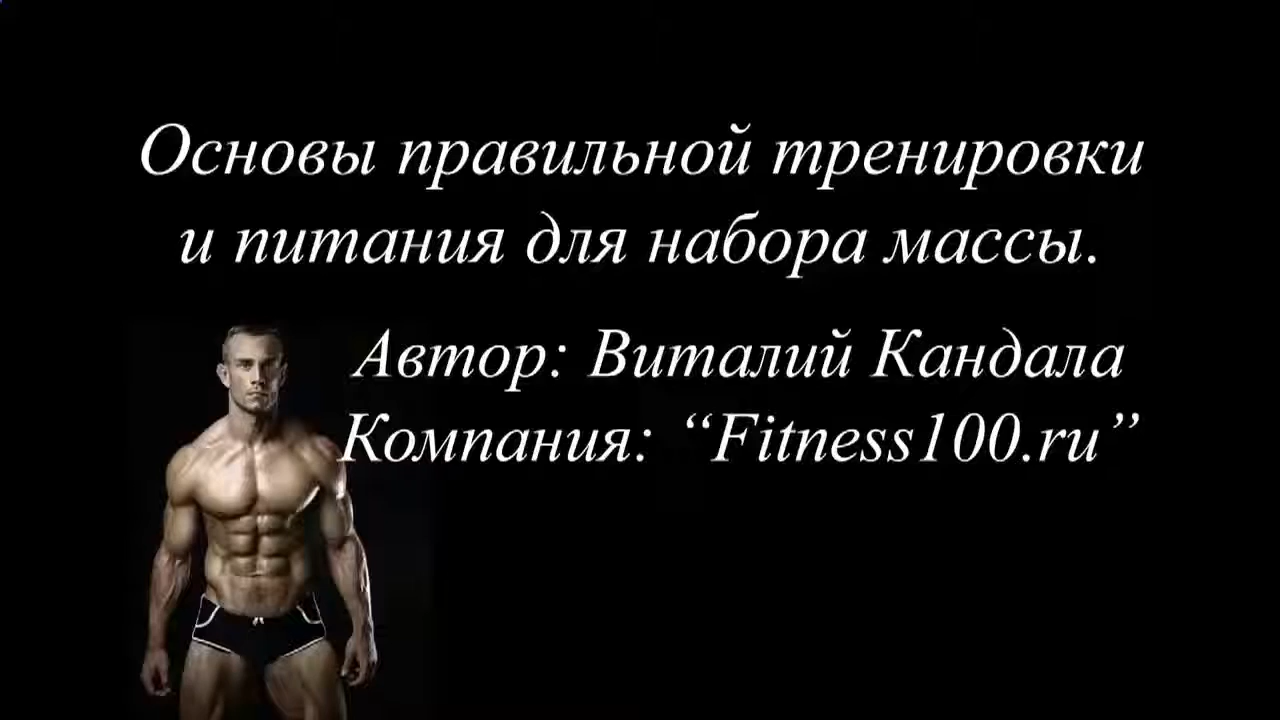 Основы правильной тренировки
и питания для набора массы.
Автор: Виталий Кандала
Компания: “Fitness100.ru”